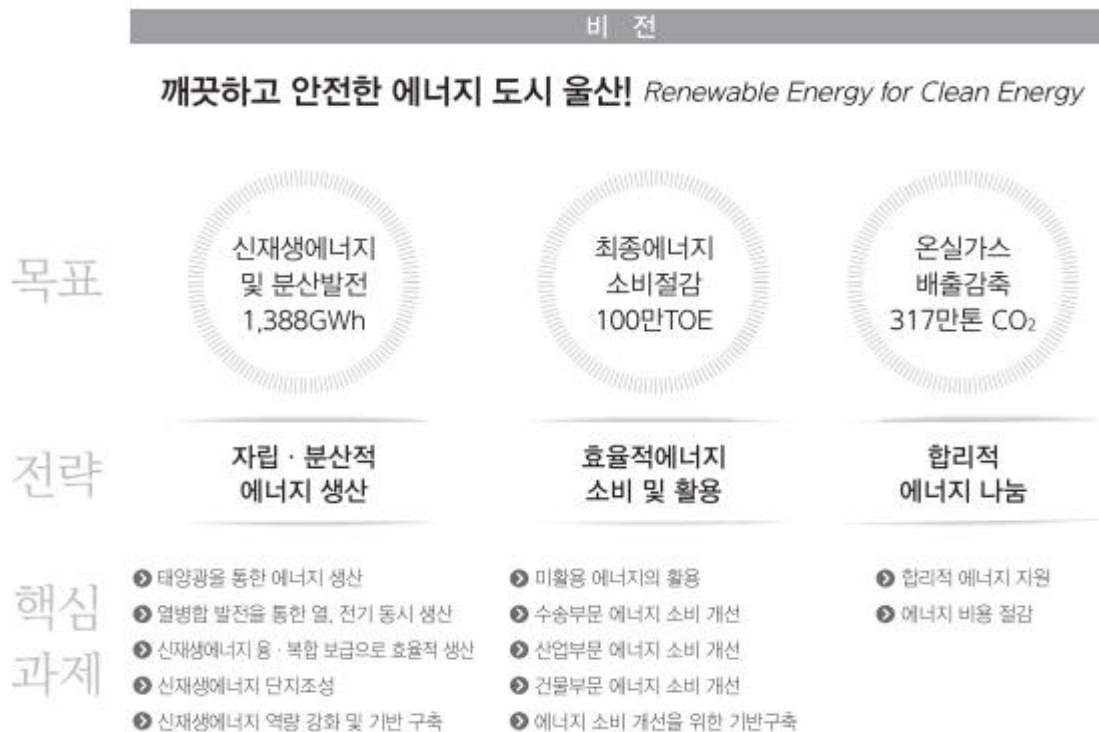 비 전
깨끗하고 안전한 에너지 도시 울산! Renewable Energy for Clean Energy
목표
신재생에너지
및 분산발전
1,388GWh
최종에너지
소비절감
100만TOE
온실가스
배출감축
317만톤 CO₂
전략
자립 · 분산적
에너지 생산
효율적에너지
소비 및 활용
합리적
에너지 나눔
핵심
과제
태양광을 통한 에너지 생산
열병합 발전을 통한 열, 전기 동시 생산
신재생에너지 융 · 복합 보급으로 효율적 생산
신재생에너지 단지조성
신재생에너지 역량 강화 및 기반 구축
미활용 에너지의 활용
수송부문 에너지 소비 개선
산업부문 에너지 소비 개선
건물부문 에너지 소비 개선
에너지 소비 개선을 위한 기반구축
합리적 에너지 지원
에너지 비용 절감